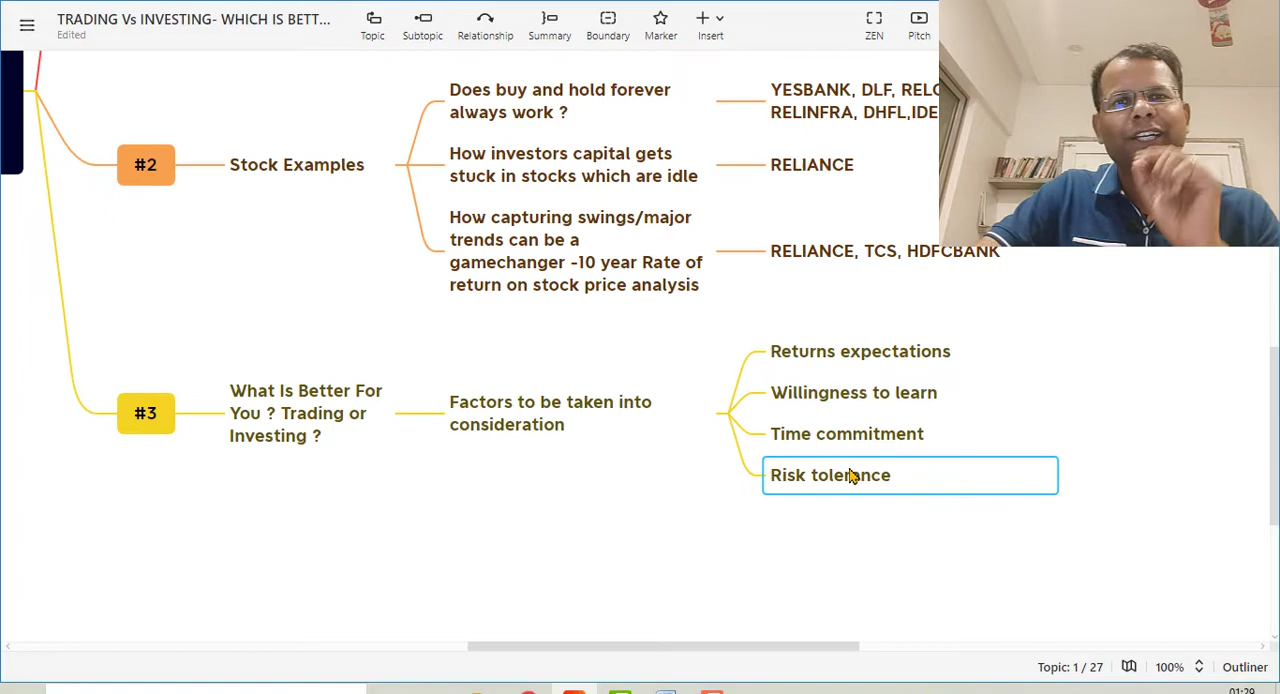 TRADING Vs INVESTING- WHICH IS BETT...
Edited
Topic
Subtopic
Relationship
Summary
Boundary
Marker
Insert
ZEN
Pitch
#2
Stock Examples
Does buy and hold forever
always work ?
YESBANK, DLF,
RELINFRA, DHFL,
How investors capital gets
stuck in stocks which are idle
RELIANCE
How capturing swings/major
trends can be a
gamechanger -10 year Rate of
return on stock price analysis
RELIANCE, TCS, HDFCBANK
#3
What Is Better For
You ? Trading or
Investing ?
Factors to be taken into
consideration
Returns expectations
Willingness to learn
Time commitment
Risk tolerance
Topic: 1 / 27
100%
Outliner
01:29